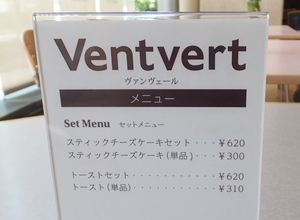 Ventvert
ヴァンヴェール
メニュー
Set Menu セットメニュー
スティックチーズケーキセット・・・￥620
スティックチーズケーキ(単品)・・・￥300
トーストセット・・・・・・・・・・・￥620
トースト(単品)・・・・・・・・・・・￥310